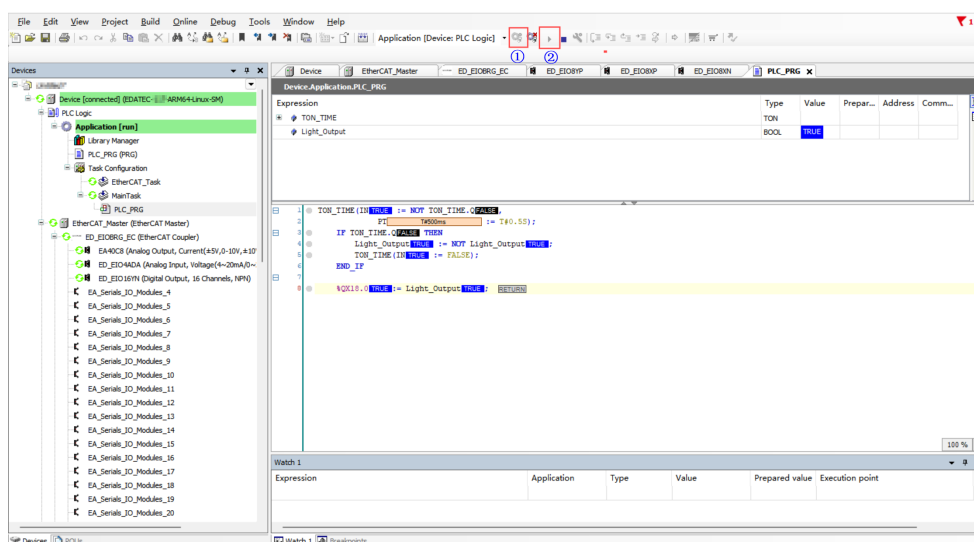 File Edit View Project Build Online Debug Tools Window Help
1
Application [Device: PLC Logic]
① ②
Devices
Device EtherCAT_Master ED_EIOBRG_EC ED_EIO8YP ED_EIO8XP ED_EIO8XN PLC_PRG
Device.Application.PLC_PRG
Expression Type Value Prepar... Address Comm...
TON_TIME TON
Light_Output BOOL TRUE
Device [connected] (EDATEC- -ARM64-Linux-SM)
PLC Logic
Application [run]
Library Manager
PLC_PRG (PRG)
Task Configuration
EtherCAT_Task
MainTask
PLC_PRG
EtherCAT_Master (EtherCAT Master)
ED_EIOBRG_EC (EtherCAT Coupler)
EA40C8 (Analog Output, Current(±5V,0-10V,±10
ED_EIO4ADA (Analog Input, Voltage(4~20mA/0~
ED_EIO16YN (Digital Output, 16 Channels, NPN)
EA_Serials_IO_Modules_4
EA_Serials_IO_Modules_5
EA_Serials_IO_Modules_6
EA_Serials_IO_Modules_7
EA_Serials_IO_Modules_8
EA_Serials_IO_Modules_9
EA_Serials_IO_Modules_10
EA_Serials_IO_Modules_11
EA_Serials_IO_Modules_12
EA_Serials_IO_Modules_13
EA_Serials_IO_Modules_14
EA_Serials_IO_Modules_15
EA_Serials_IO_Modules_16
EA_Serials_IO_Modules_17
EA_Serials_IO_Modules_18
EA_Serials_IO_Modules_19
EA_Serials_IO_Modules_20
1 TON_TIME(IN TRUE := NOT TON_TIME.Q FALSE,
2 PT T#500ms := T#0.5S);
3 IF TON_TIME.Q FALSE THEN
4 Light_Output TRUE := NOT Light_Output TRUE;
5 TON_TIME(IN TRUE := FALSE);
6 END_IF
7
8 %QX18.0 TRUE := Light_Output TRUE; RETURN
100 %
Watch 1
Expression Application Type Value Prepared value Execution point
Devices POUs
Watch 1 Breakpoints